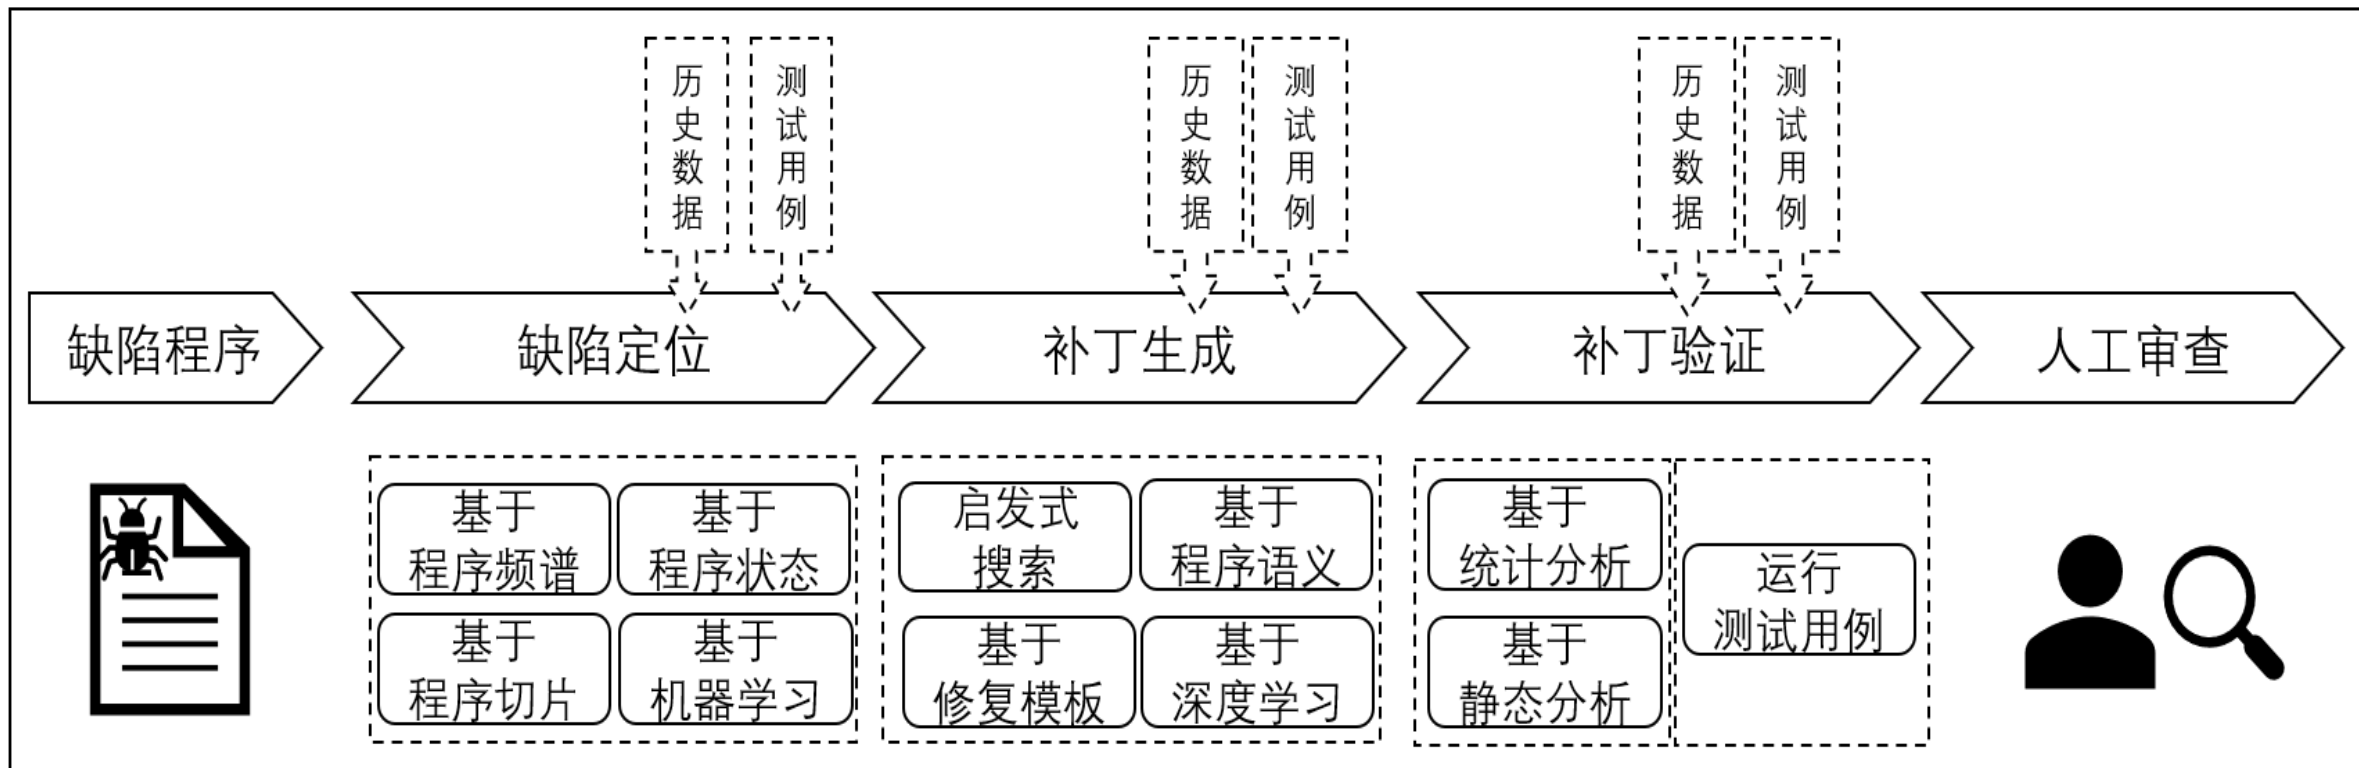 历史数据
测试用例
历史数据
测试用例
历史数据
测试用例
缺陷程序
缺陷定位
补丁生成
补丁验证
人工审查
基于
程序频谱
基于
程序状态
基于
程序切片
基于
机器学习
启发式
搜索
基于
程序语义
基于
修复模板
基于
深度学习
基于
统计分析
基于
静态分析
运行
测试用例